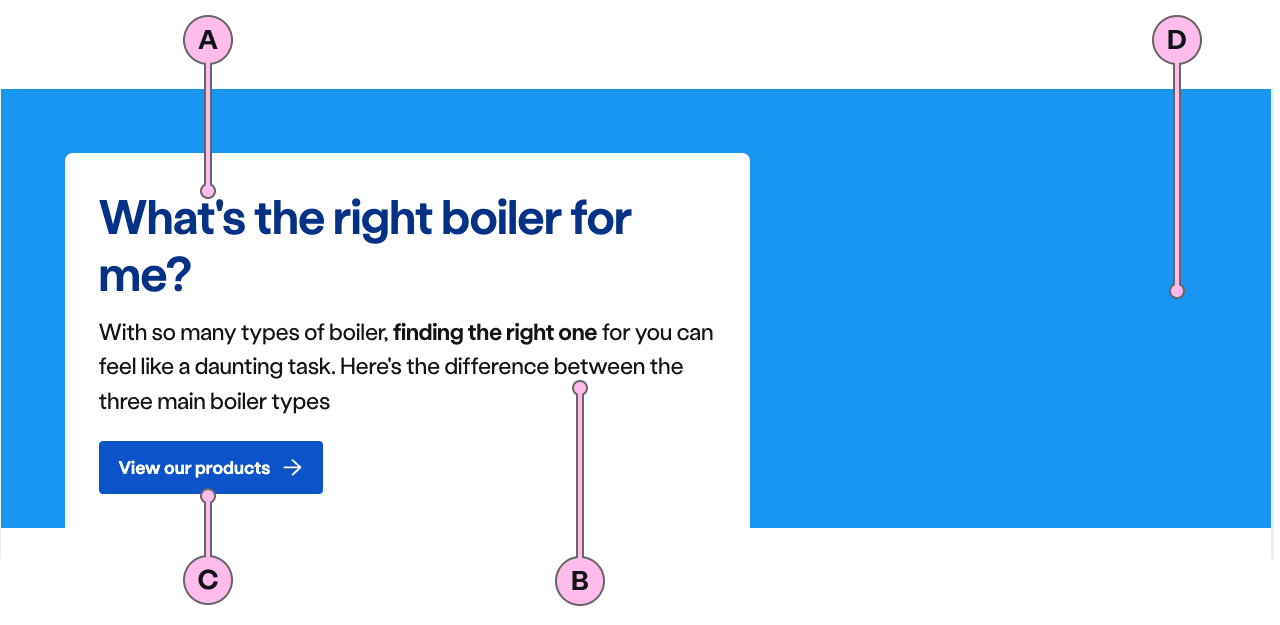 A
D
What's the right boiler for
me?
With so many types of boiler, finding the right one for you can
feel like a daunting task. Here's the difference between the
three main boiler types
View our products
C
B